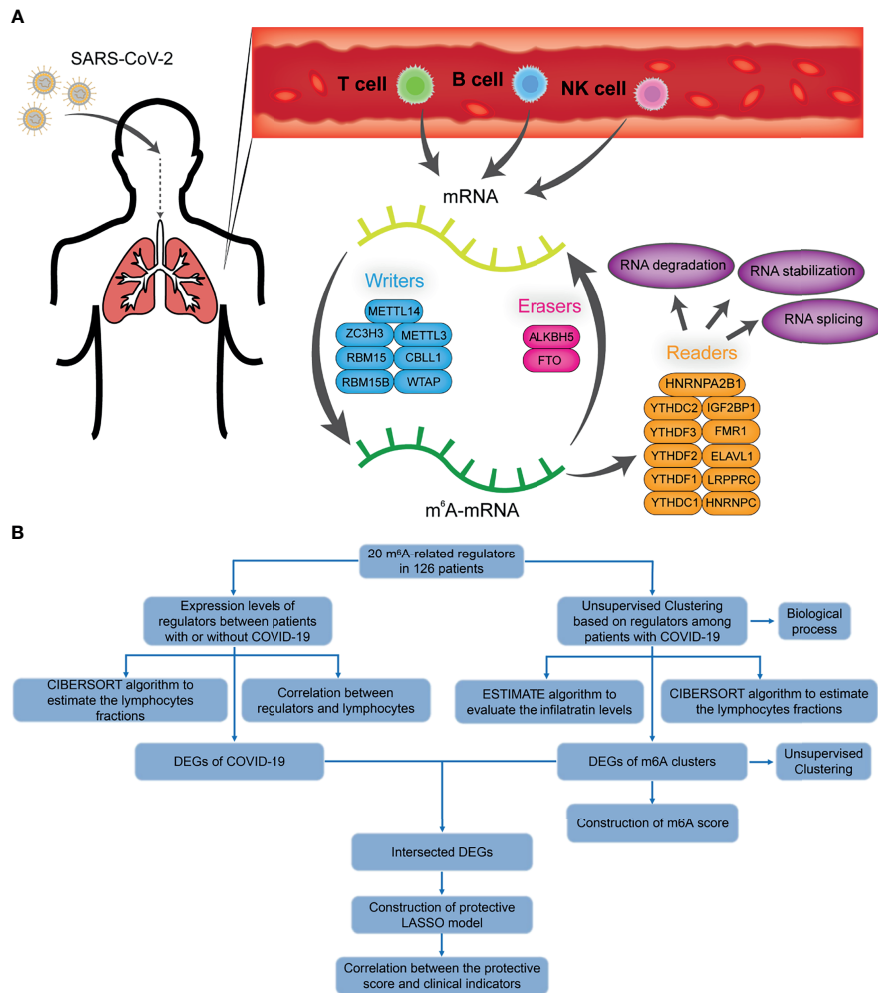 A
SARS-CoV-2
T cell
B cell
NK cell
mRNA
Writers
METTL14
ZC3H3
METTL3
RBM15
CBLL1
RBM15B
WTAP
Erasers
ALKBH5
FTO
RNA degradation
RNA stabilization
RNA splicing
Readers
HNRNPA2B1
YTHDC2
IGF2BP1
YTHDF3
FMR1
YTHDF2
ELAVL1
YTHDF1
LRPPRC
YTHDC1
HNRNPC
m⁶A-mRNA
B
20 m⁶A-related regulators
in 126 patients
Expression levels of
regulators between patients
with or without COVID-19
Unsupervised Clustering
based on regulators among
patients with COVID-19
Biological
process
CIBERSORT algorithm to
estimate the lymphocytes
fractions
Correlation between
regulators and lymphocytes
ESTIMATE algorithm to
evaluate the infilatratin levels
CIBERSORT algorithm to estimate
the lymphocytes fractions
DEGs of COVID-19
DEGs of m6A clusters
Unsupervised
Clustering
Construction of m6A score
Intersected DEGs
Construction of protective
LASSO model
Correlation between the protective
score and clinical indicators